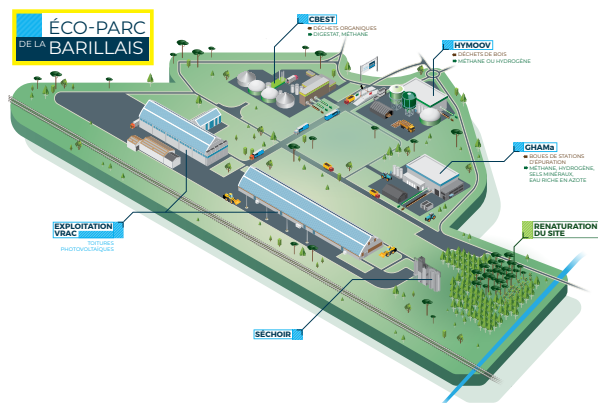 ÉCO-PARC
DE LA BARILLAIS
CBEST
DÉCHETS ORGANIQUES
DIGESTAT, MÉTHANE
HYMOOV
DÉCHETS DE BOIS
MÉTHANE OU HYDROGÈNE
GHAMa
BOUES DE STATIONS
D'ÉPURATION
MÉTHANE, HYDROGÈNE,
SELS MINÉRAUX,
EAU RICHE EN AZOTE
EXPLOITATION
VRAC
TOITURES
PHOTOVOLTAÏQUES
RENATURATION
DU SITE
SÉCHOIR